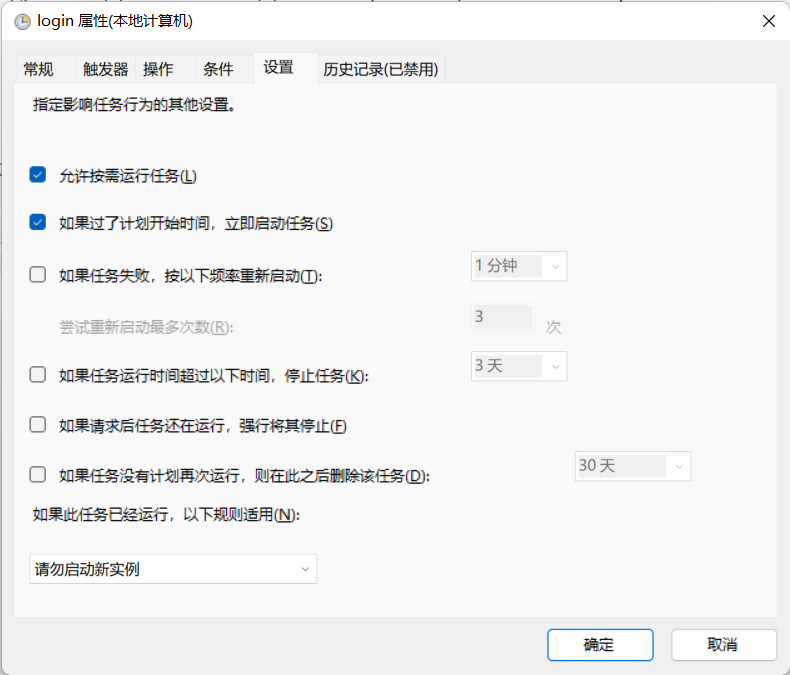 login 属性(本地计算机)
常规 触发器 操作 条件 设置 历史记录(已禁用)
指定影响任务行为的其他设置。
允许按需运行任务(L)
如果过了计划开始时间，立即启动任务(S)
如果任务失败，按以下频率重新启动(T): 1 分钟
尝试重新启动最多次数(R): 3 次
如果任务运行时间超过以下时间，停止任务(K): 3 天
如果请求后任务还在运行，强行将其停止(F)
如果任务没有计划再次运行，则在此之后删除该任务(D): 30 天
如果此任务已经运行，以下规则适用(N):
请勿启动新实例
确定 取消